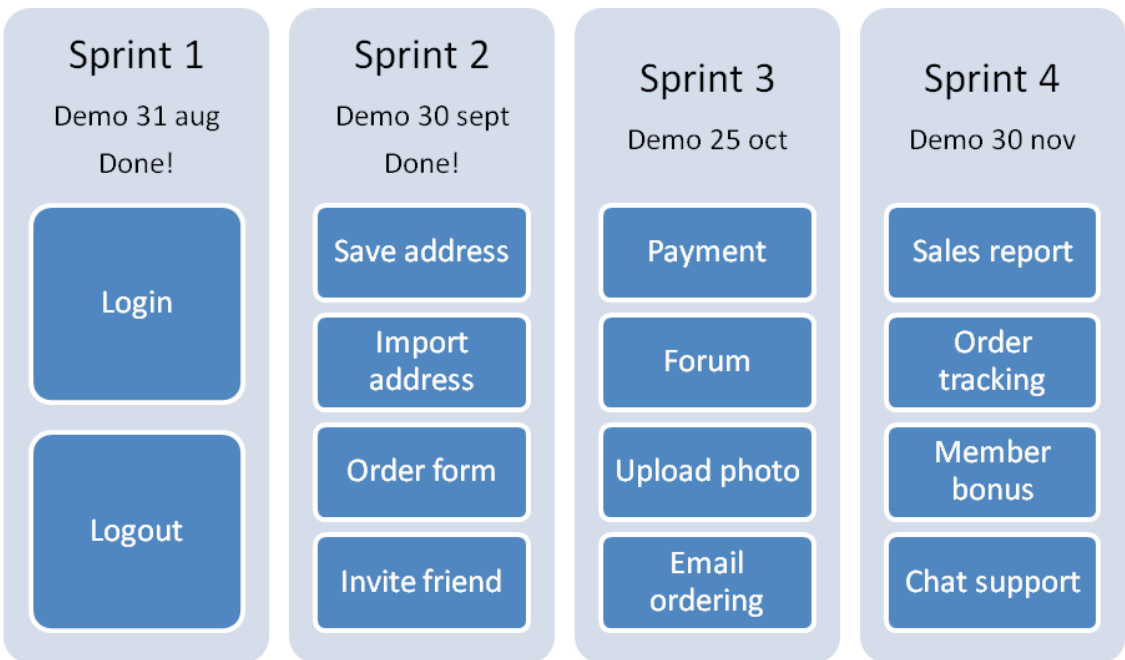 Sprint 1
Demo 31 aug
Done!
Login
Logout
Sprint 2
Demo 30 sept
Done!
Save address
Import
address
Order form
Invite friend
Sprint 3
Demo 25 oct
Payment
Forum
Upload photo
Email
ordering
Sprint 4
Demo 30 nov
Sales report
Order
tracking
Member
bonus
Chat support